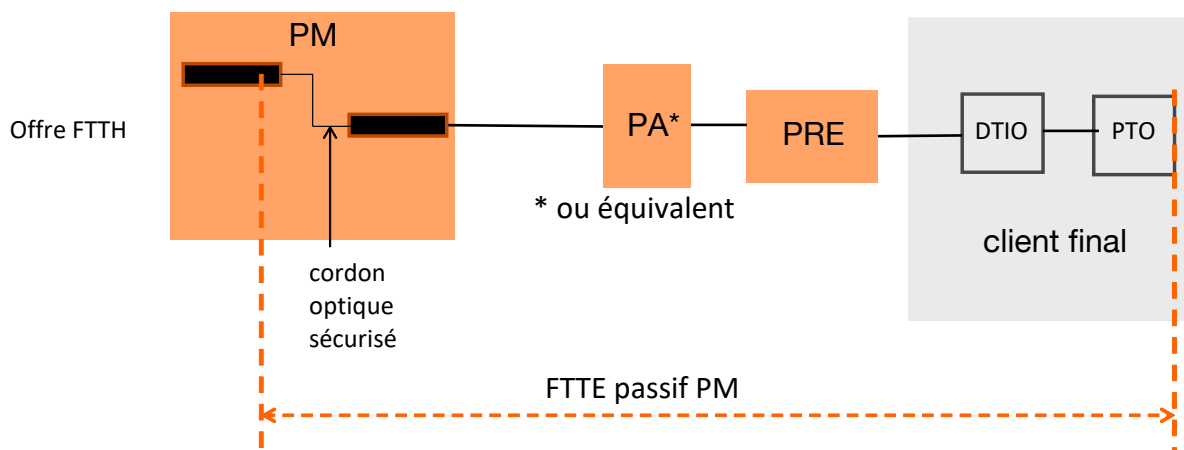 PM
Offre FTTH
PA*
PRE
DTIO
PTO
* ou équivalent
client final
cordon
optique
sécurisé
FTTE passif PM